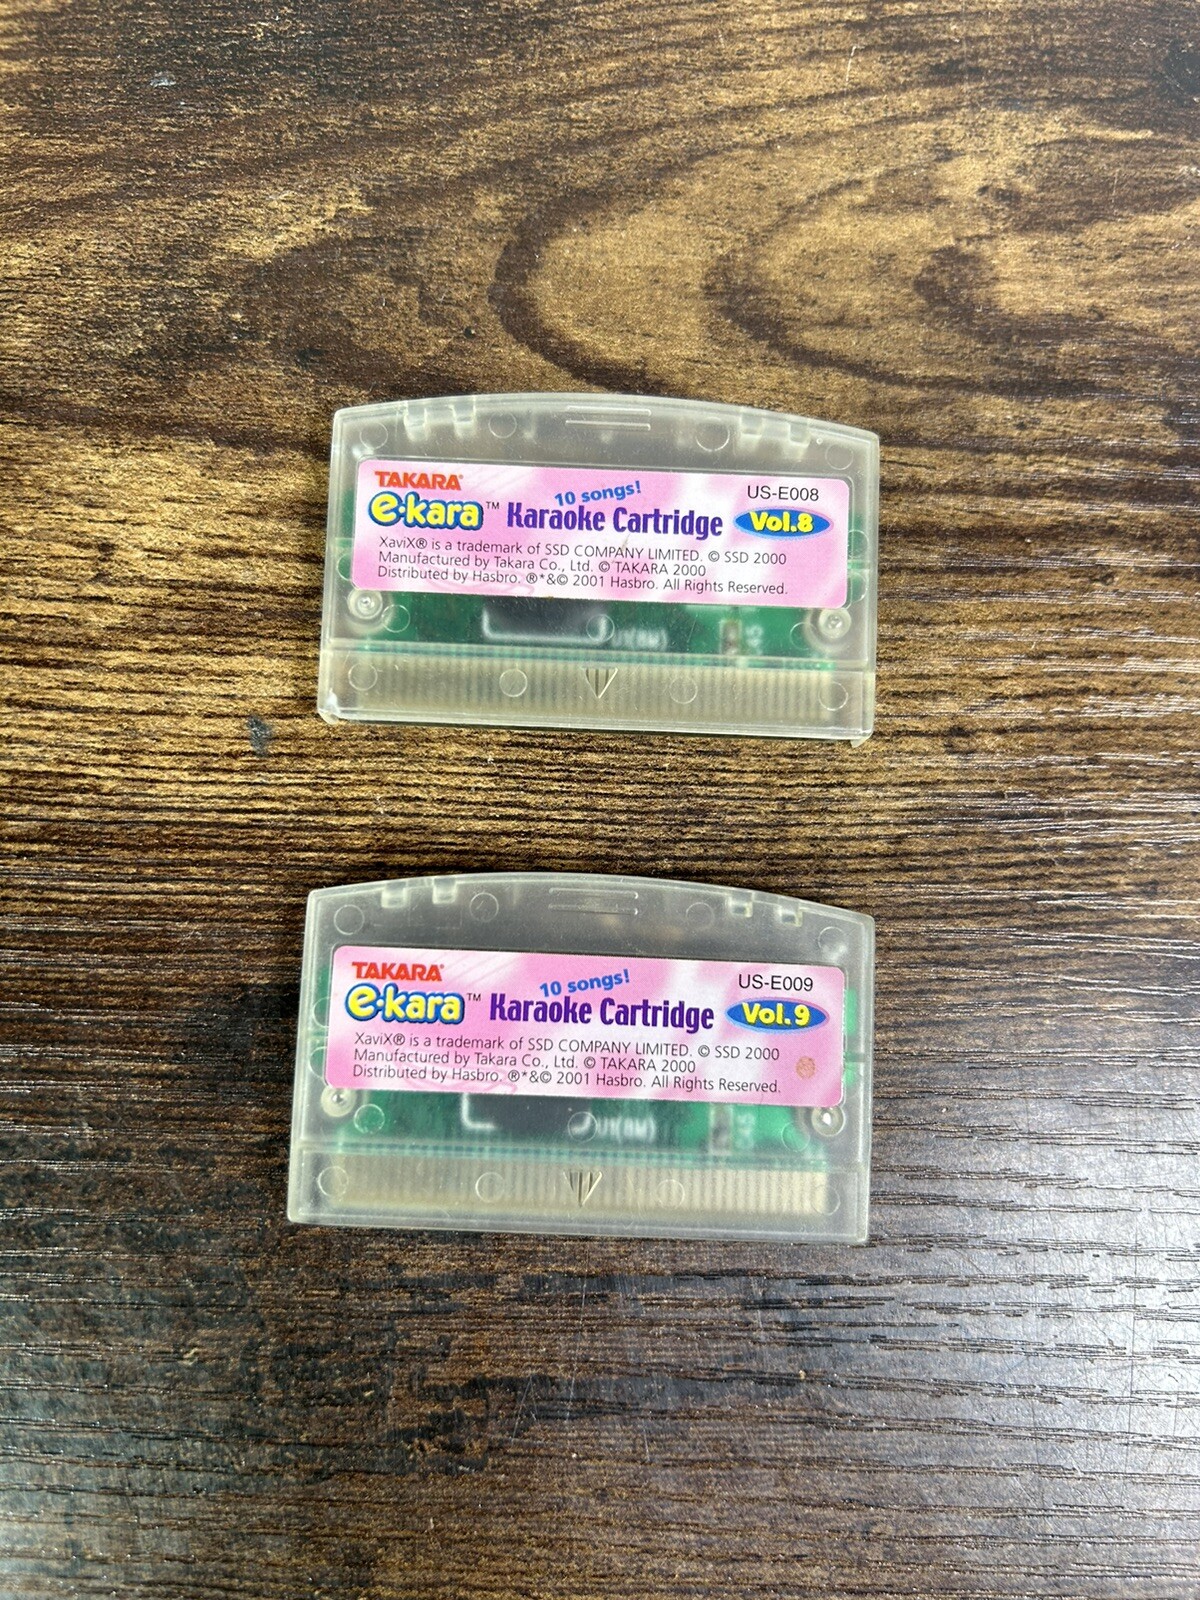 TAKARA®
10 songs!
US-E008
e·kara™ Karaoke Cartridge Vol.8
XaviX® is a trademark of SSD COMPANY LIMITED. © SSD 2000
Manufactured by Takara Co., Ltd. © TAKARA 2000
Distributed by Hasbro. ®*&© 2001 Hasbro. All Rights Reserved.
TAKARA®
10 songs!
US-E009
e·kara™ Karaoke Cartridge Vol.9
XaviX® is a trademark of SSD COMPANY LIMITED. © SSD 2000
Manufactured by Takara Co., Ltd. © TAKARA 2000
Distributed by Hasbro. ®*&© 2001 Hasbro. All Rights Reserved.